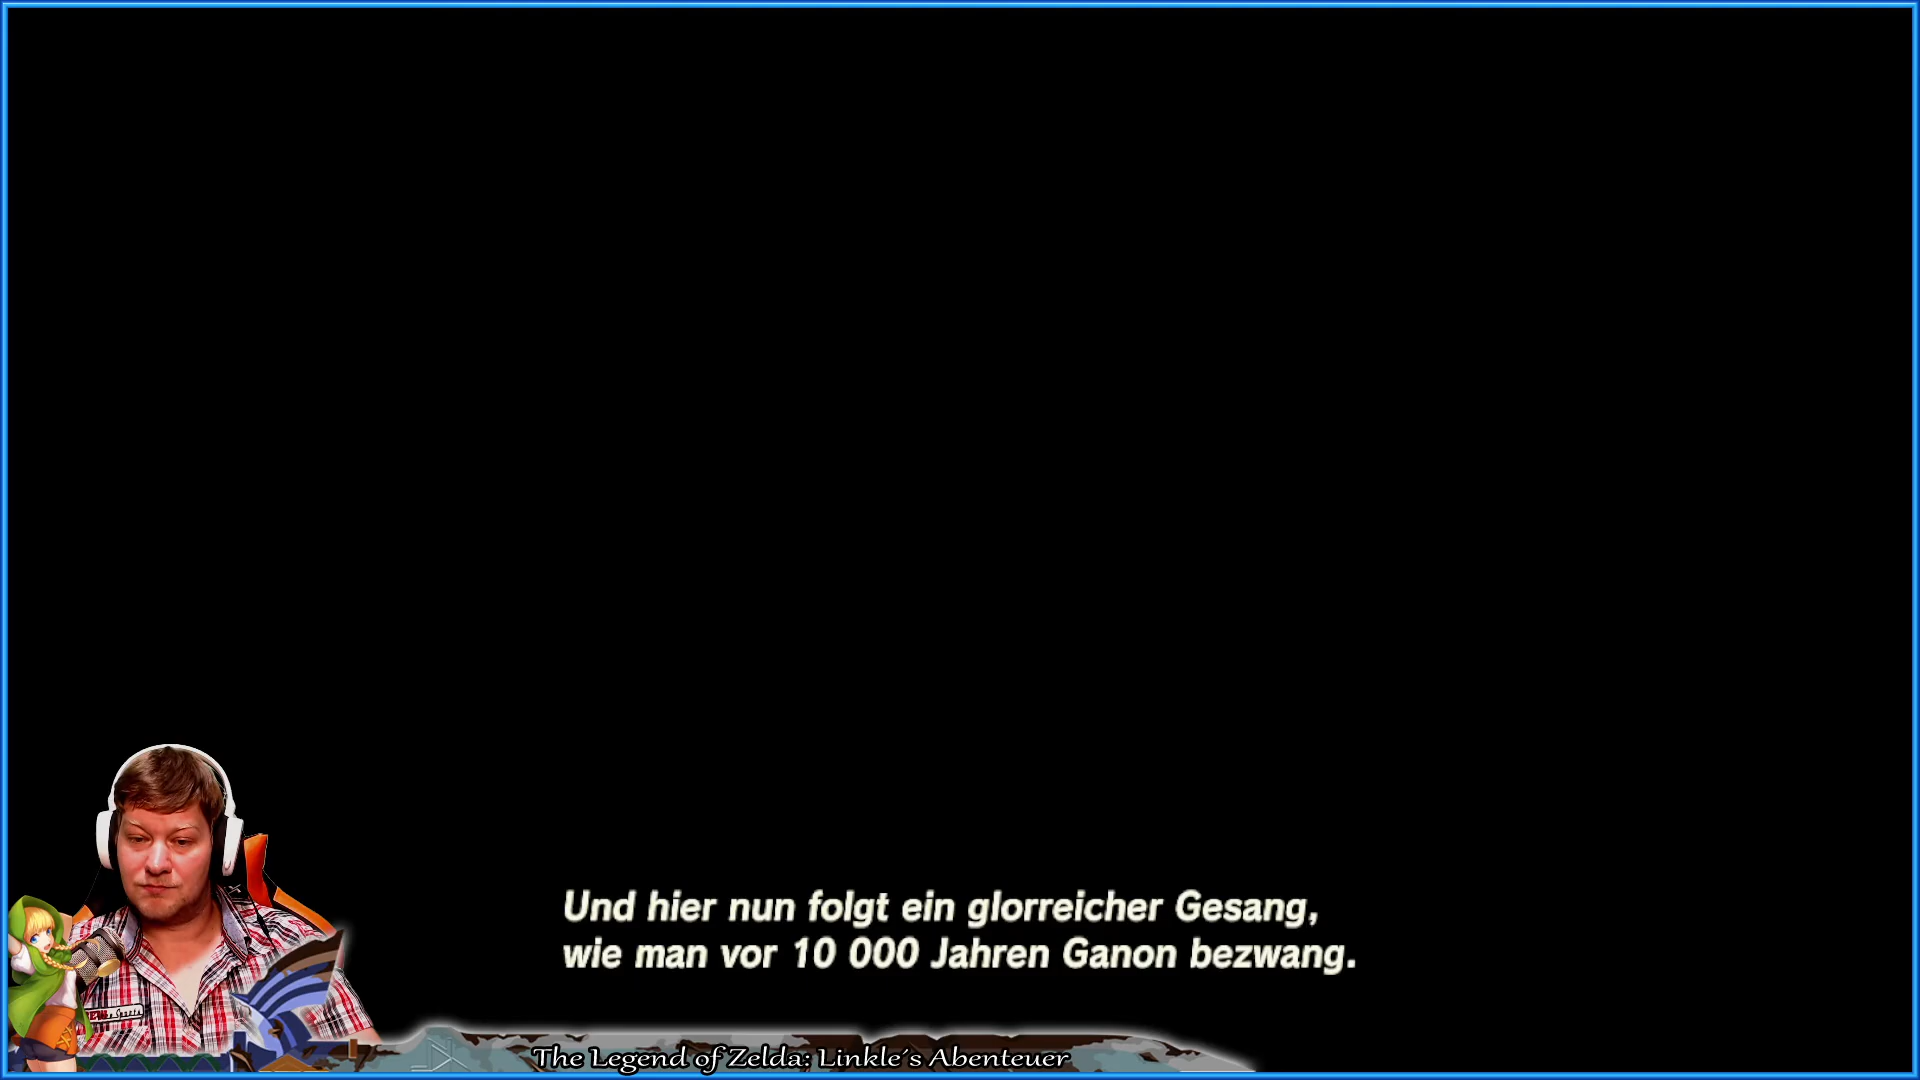 Und hier nun folgt ein glorreicher Gesang,
wie man vor 10 000 Jahren Ganon bezwang.
The Legend of Zelda: Linkle´s Abenteuer